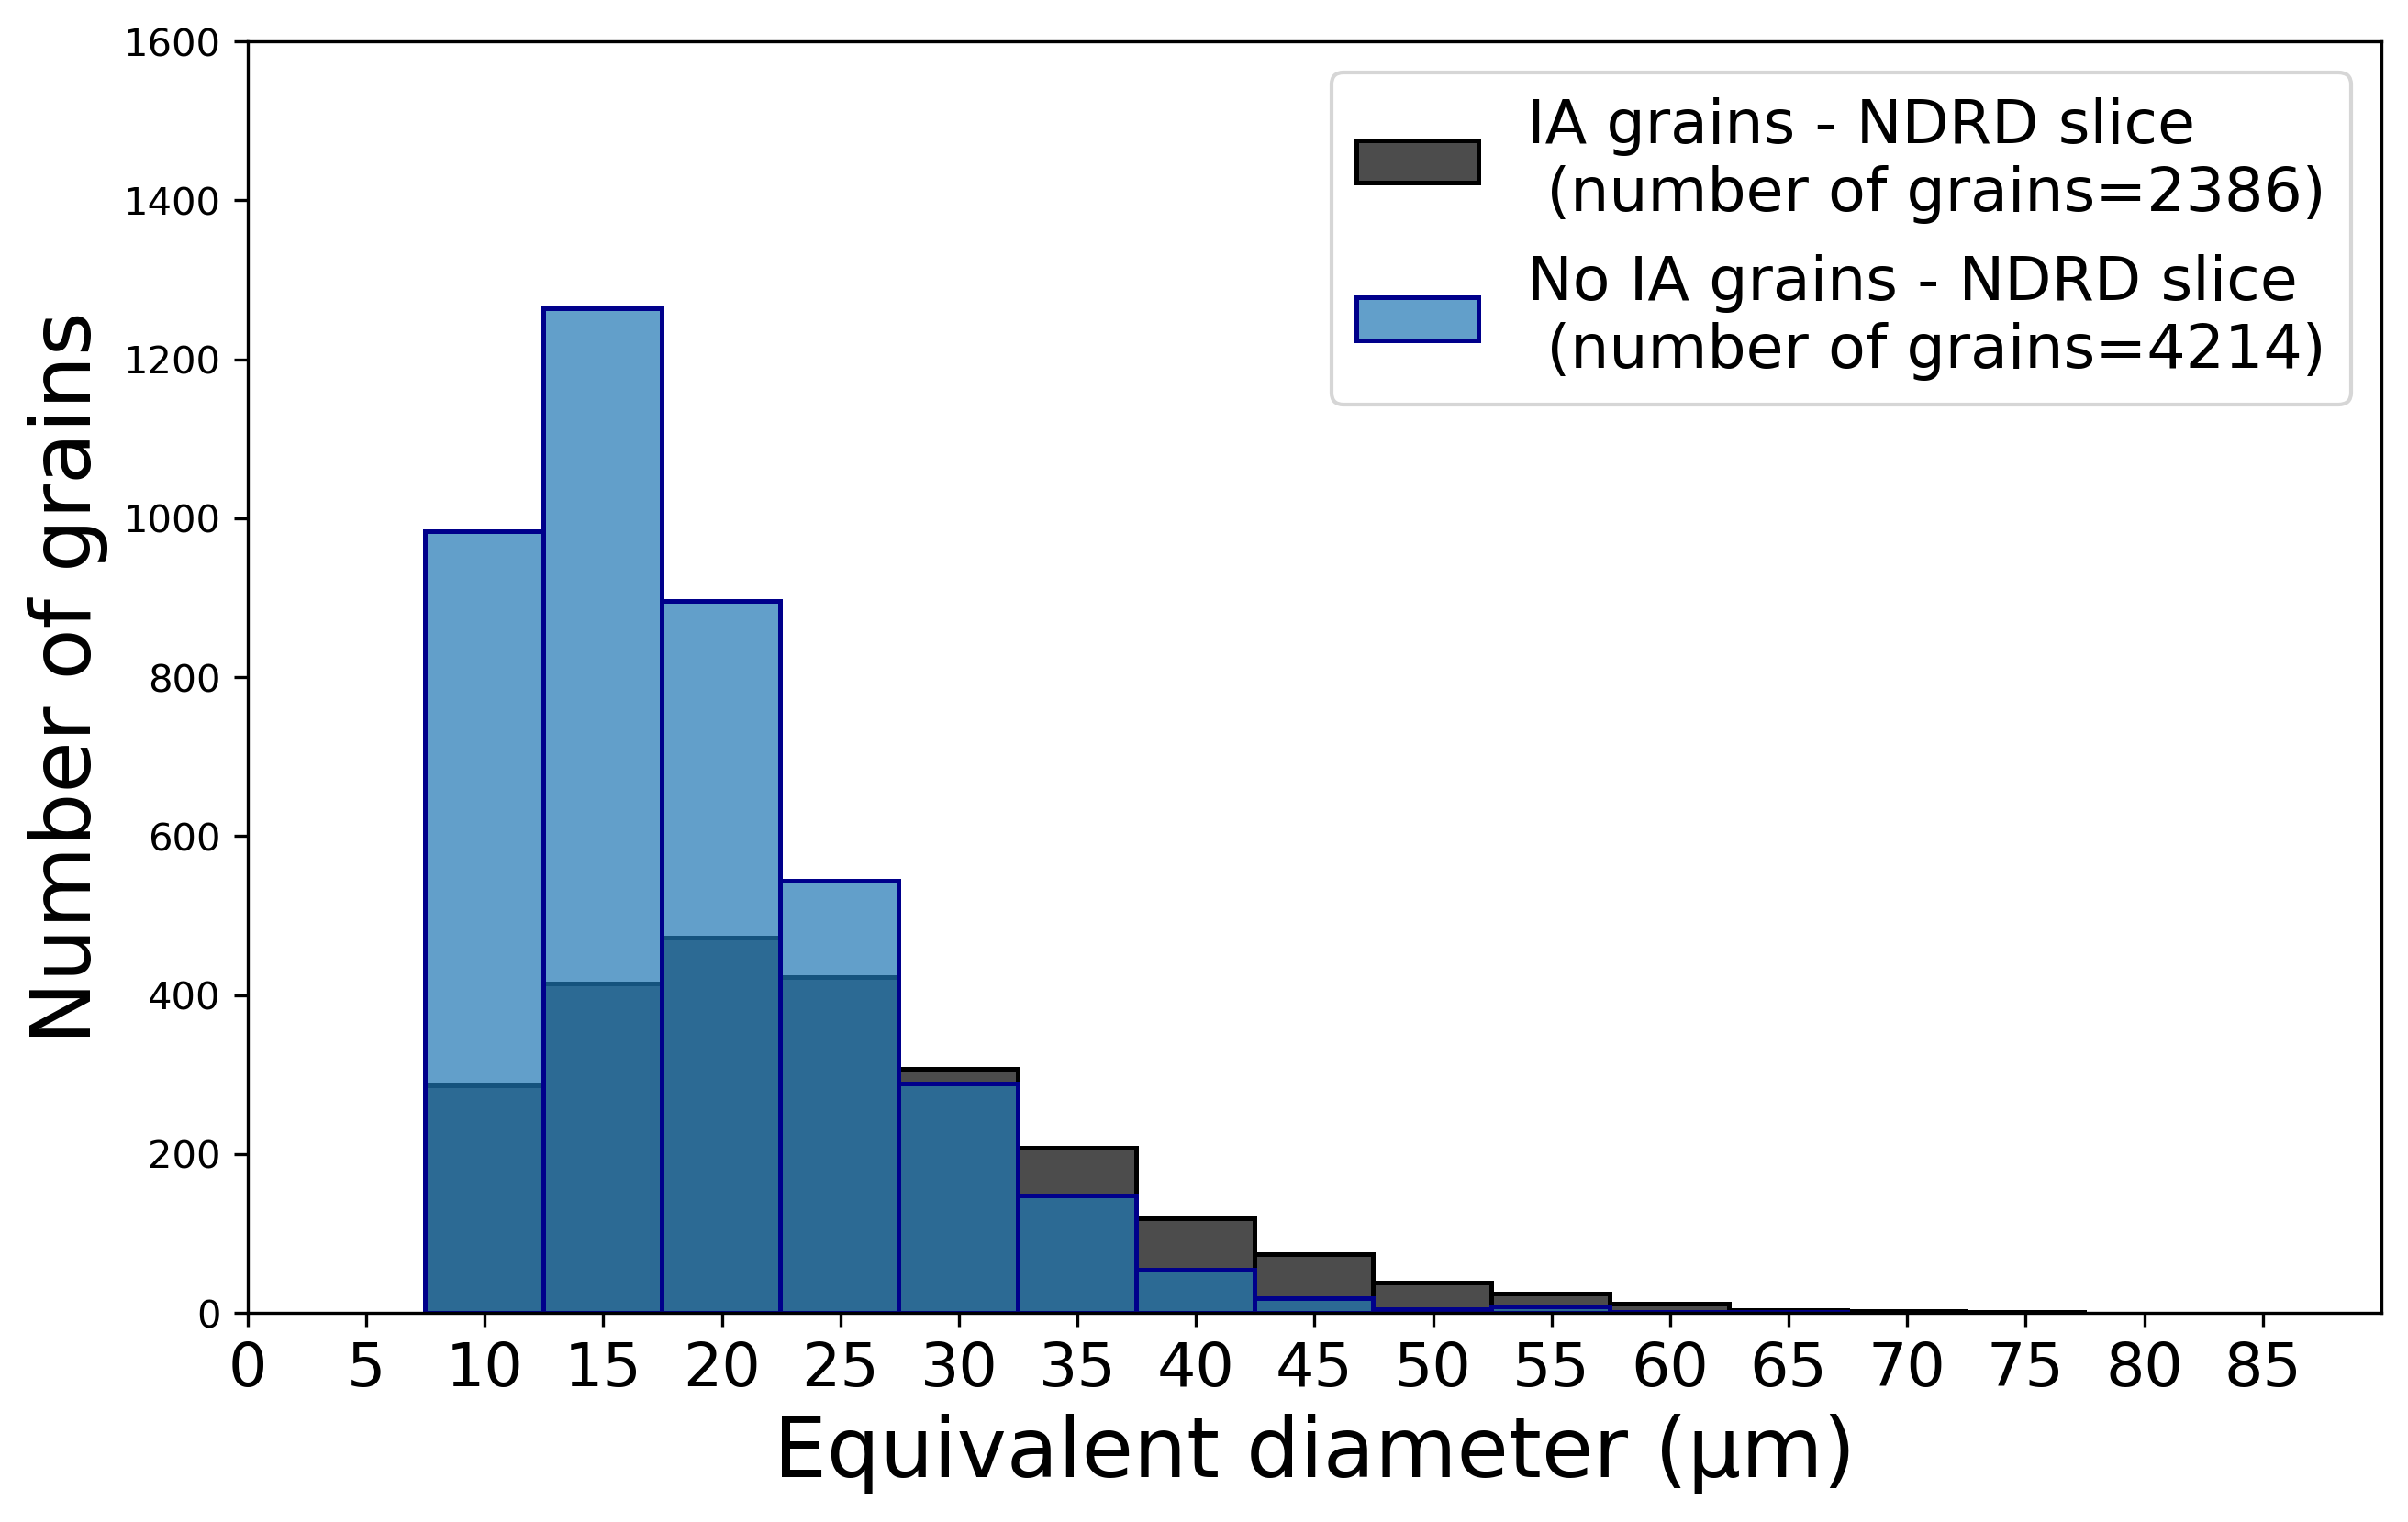 1600
1400
1200
1000
800
600
400
200
0
Number of grains
IA grains - NDRD slice
(number of grains=2386)
No IA grains - NDRD slice
(number of grains=4214)
0 5 10 15 20 25 30 35 40 45 50 55 60 65 70 75 80 85
Equivalent diameter (µm)